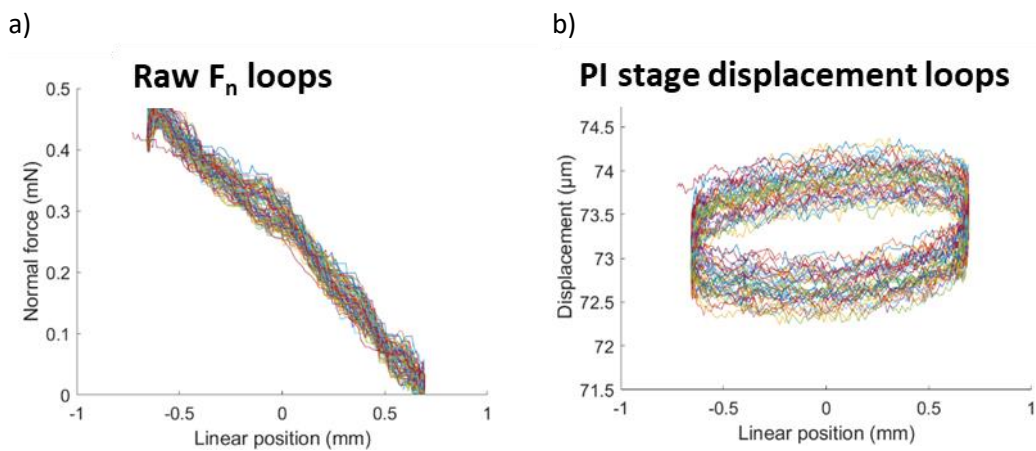 a)
b)
Raw Fn loops
PI stage displacement loops
0.5
0.4
0.3
0.2
0.1
0
Normal force (mN)
-1
-0.5
0
0.5
1
Linear position (mm)
74.5
74
73.5
73
72.5
72
71.5
Displacement (μm)
-1
-0.5
0
0.5
1
Linear position (mm)